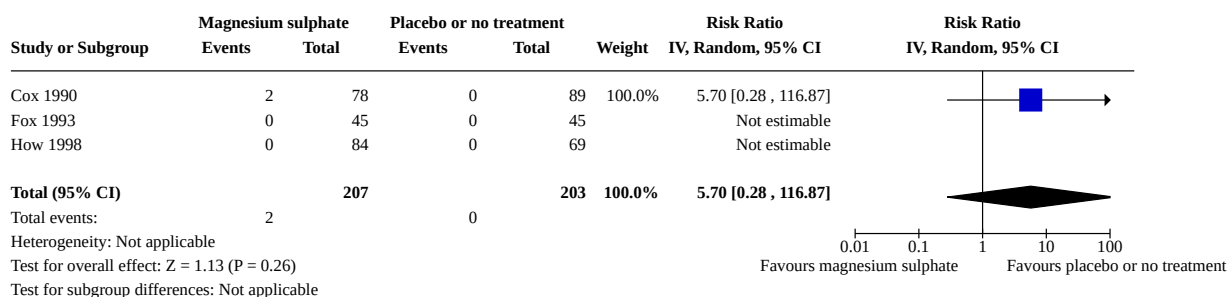 Magnesium sulphate Placebo or no treatment Risk Ratio Risk Ratio
Study or Subgroup Events Total Events Total Weight IV, Random, 95% CI IV, Random, 95% CI
Cox 1990 2 78 0 89 100.0% 5.70 [0.28 , 116.87]
Fox 1993 0 45 0 45 Not estimable
How 1998 0 84 0 69 Not estimable
Total (95% CI) 207 203 100.0% 5.70 [0.28 , 116.87]
Total events: 2 0
Heterogeneity: Not applicable
0.01 0.1 1 10 100
Test for overall effect: Z = 1.13 (P = 0.26)
Favours magnesium sulphate Favours placebo or no treatment
Test for subgroup differences: Not applicable